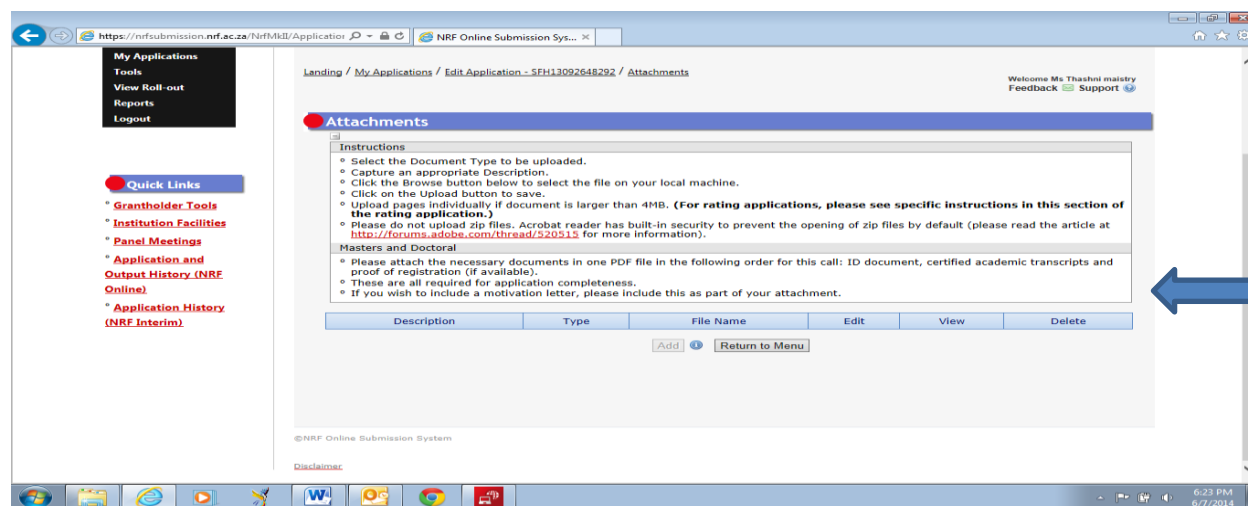 https://nrfsubmission.nrf.ac.za/NrfMkII/Applicatior
NRF Online Submission Sys...
My Applications
Tools
View Roll-out
Reports
Logout
Landing / My Applications / Edit Application - SFH13092648292 / Attachments
Welcome Ms Thashni maistry
Feedback Support
Attachments
Instructions
° Select the Document Type to be uploaded.
° Capture an appropriate Description.
° Click the Browse button below to select the file on your local machine.
° Click on the Upload button to save.
° Upload pages individually if document is larger than 4MB. (For rating applications, please see specific instructions in this section of
the rating application.)
° Please do not upload zip files. Acrobat reader has built-in security to prevent the opening of zip files by default (please read the article at
http://forums.adobe.com/thread/520515 for more information).
Masters and Doctoral
° Please attach the necessary documents in one PDF file in the following order for this call: ID document, certified academic transcripts and
proof of registration (if available).
° These are all required for application completeness.
° If you wish to include a motivation letter, please include this as part of your attachment.
Description Type File Name Edit View Delete
Add Return to Menu
Quick Links
° Grantholder Tools
° Institution Facilities
° Panel Meetings
° Application and
Output History (NRF
Online)
° Application History
(NRF Interim)
©NRF Online Submission System
Disclaimer
6:23 PM
6/7/2014